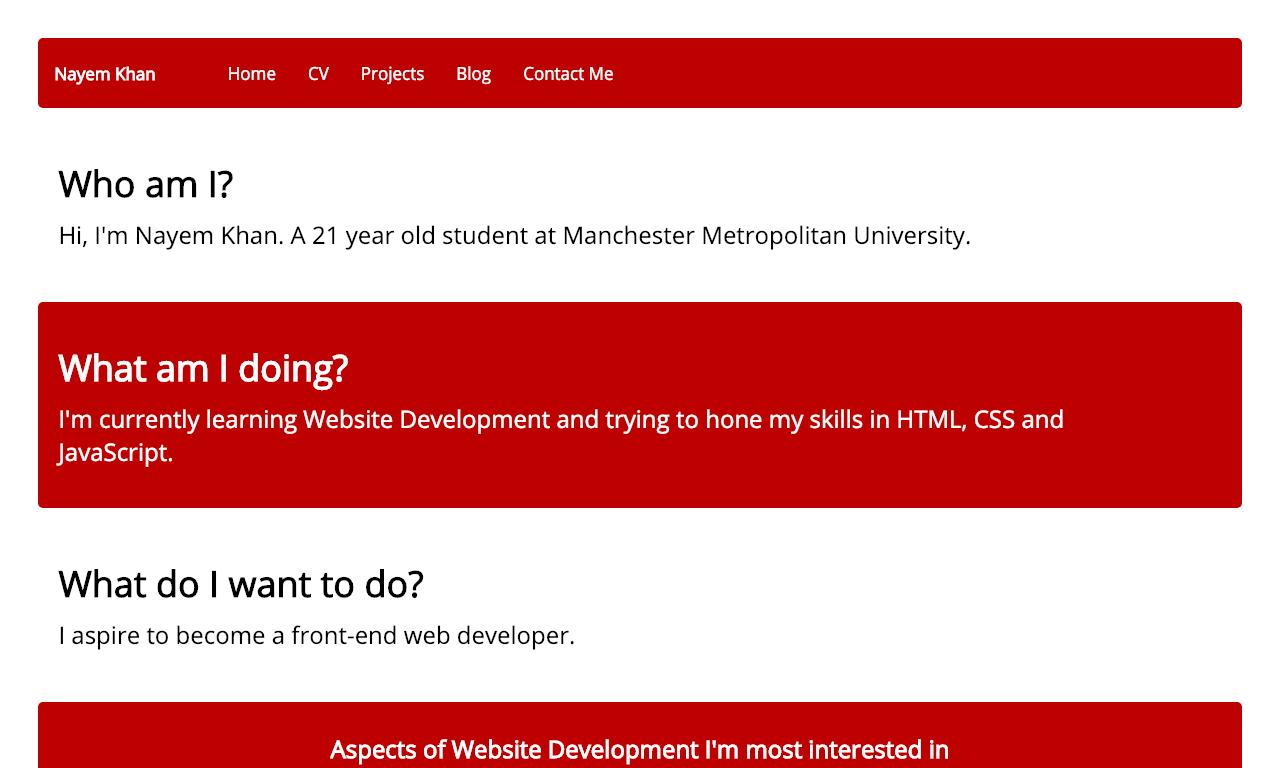 Nayem Khan Home CV Projects Blog Contact Me
Who am I?
Hi, I'm Nayem Khan. A 21 year old student at Manchester Metropolitan University.
What am I doing?
I'm currently learning Website Development and trying to hone my skills in HTML, CSS and
JavaScript.
What do I want to do?
I aspire to become a front-end web developer.
Aspects of Website Development I'm most interested in